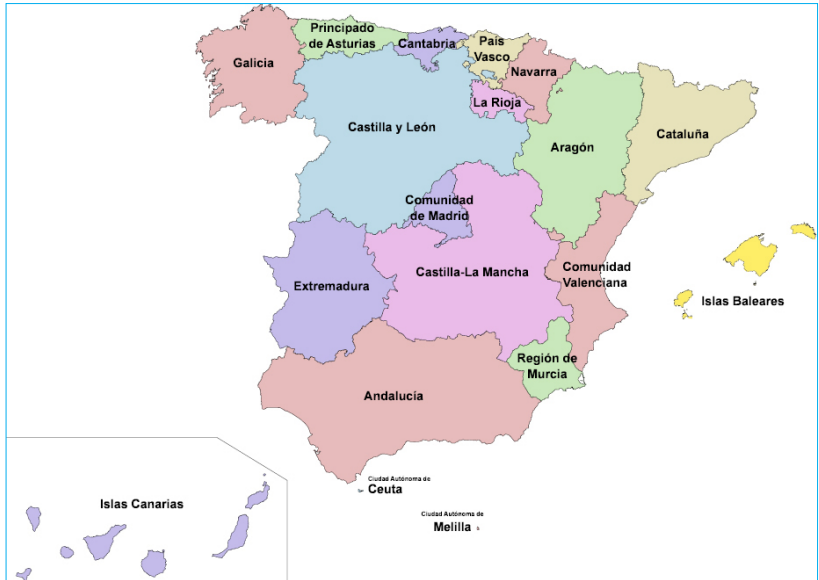 Principado
de Asturias
Cantabria
País
Vasco
Galicia
Navarra
La Rioja
Castilla y León
Cataluña
Aragón
Comunidad
de Madrid
Castilla-La Mancha
Comunidad
Valenciana
Extremadura
Islas Baleares
Región de
Murcia
Andalucía
Ciudad Autónoma de
Ceuta
Islas Canarias
Ciudad Autónoma de
Melilla